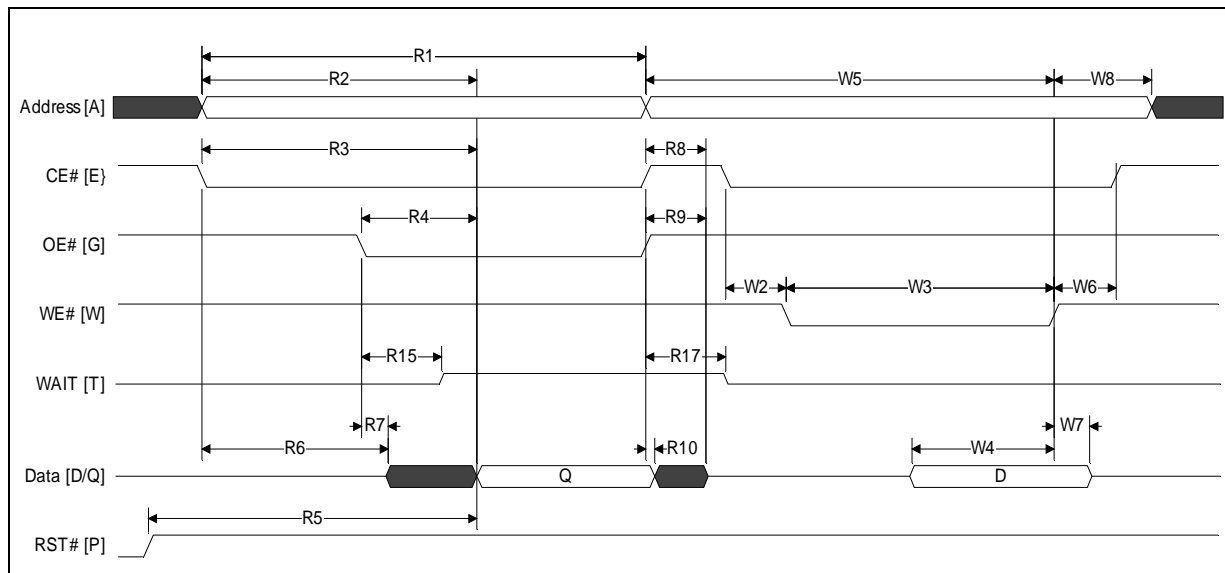 R1
R2
W5
W8
Address [A]
R3
R8
CE# [E}
R4
R9
OE# [G]
W2
W3
W6
WE# [W]
R15
R17
WAIT [T]
R7
W7
R6
R10
W4
Data [D/Q]
Q
D
R5
RST# [P]